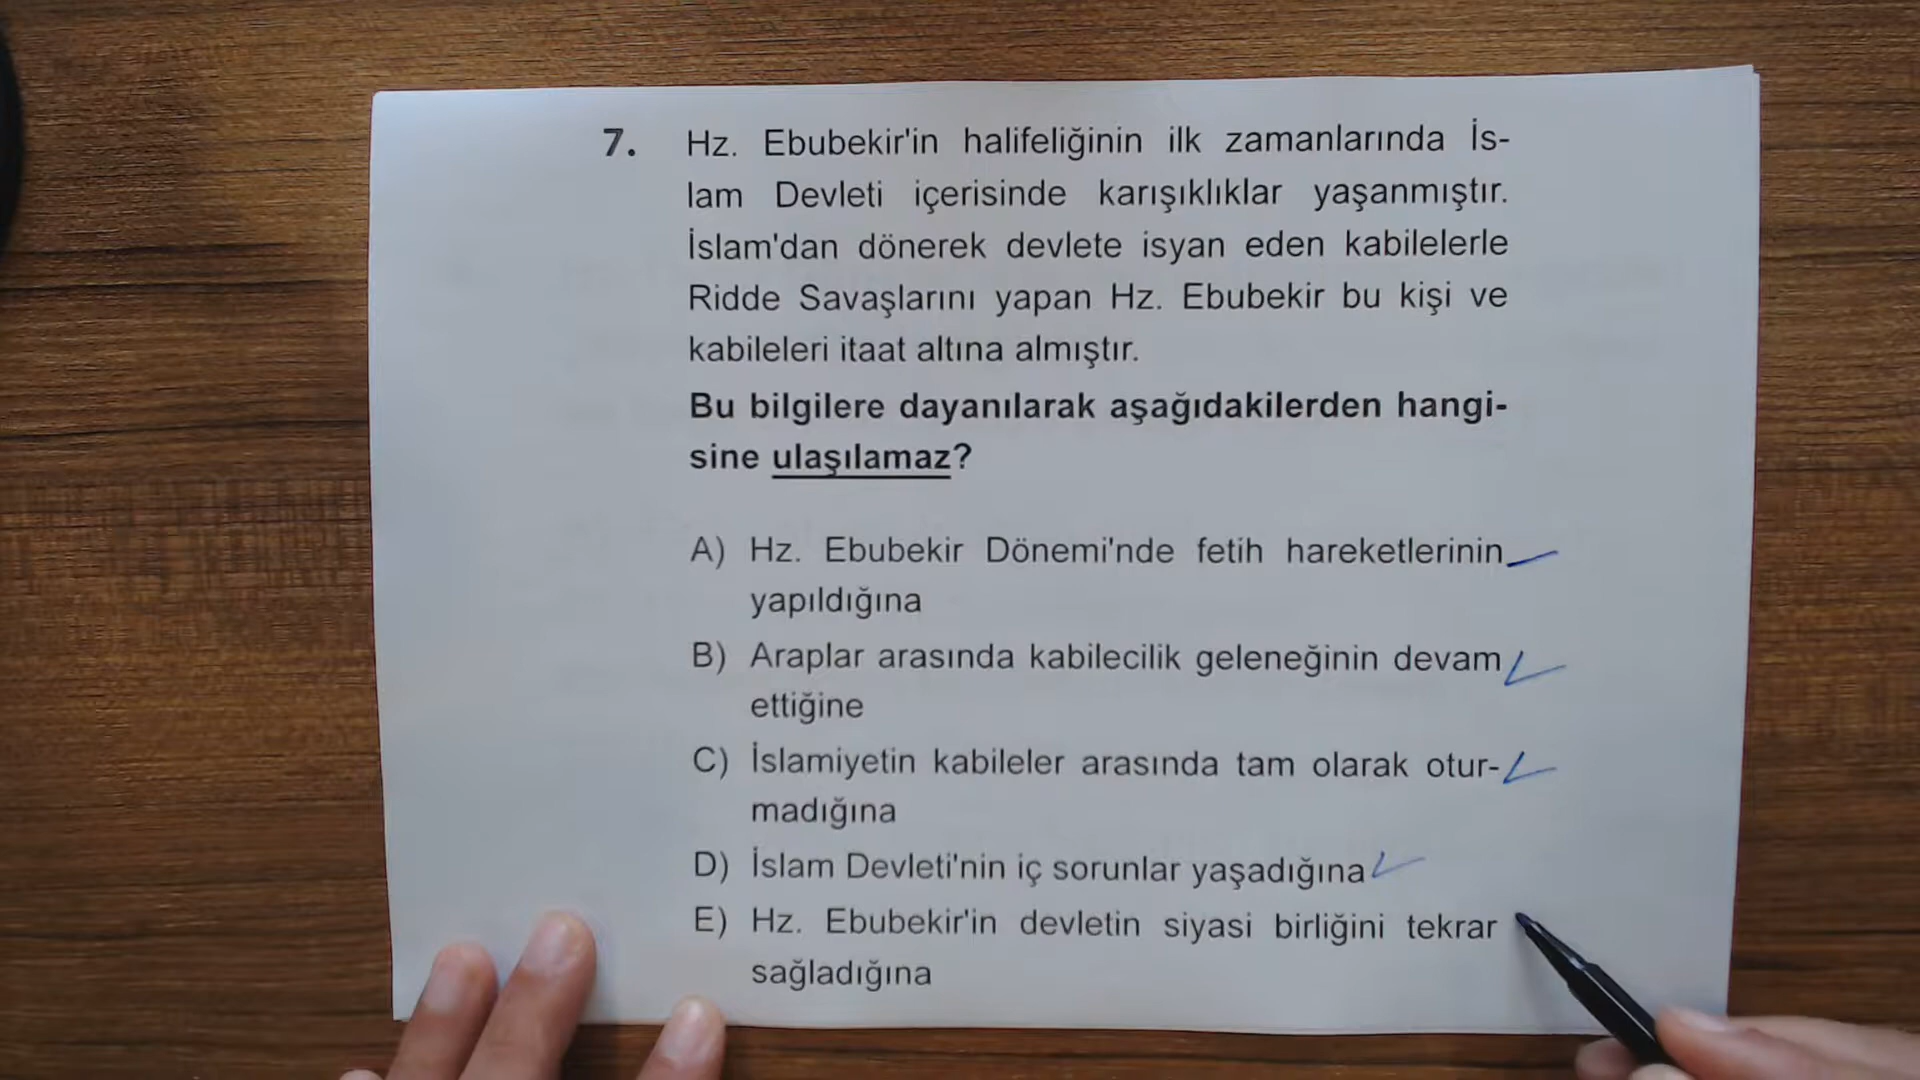 7. Hz. Ebubekir'in halifeliğinin ilk zamanlarında İs-
lam Devleti içerisinde karışıklıklar yaşanmıştır.
İslam'dan dönerek devlete isyan eden kabilelerle
Ridde Savaşlarını yapan Hz. Ebubekir bu kişi ve
kabileleri itaat altına almıştır.
Bu bilgilere dayanılarak aşağıdakilerden hangi-
sine ulaşılamaz?
A) Hz. Ebubekir Dönemi'nde fetih hareketlerinin
yapıldığına
B) Araplar arasında kabilecilik geleneğinin devam
ettiğine
C) İslamiyetin kabileler arasında tam olarak otur-
madığına
D) İslam Devleti'nin iç sorunlar yaşadığına
E) Hz. Ebubekir'in devletin siyasi birliğini tekrar
sağladığına